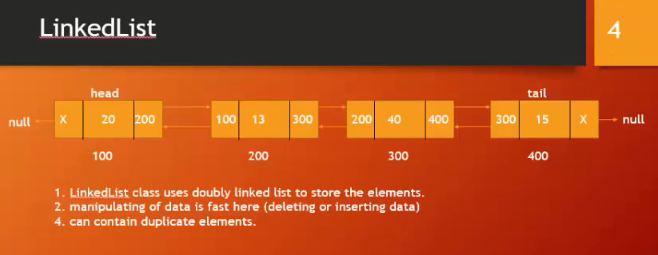 LinkedList
4
head
tail
null
X 20 200
100 13 300
200 40 400
300 15 X
null
100
200
300
400
1. LinkedList class uses doubly linked list to store the elements.
2. manipulating of data is fast here (deleting or inserting data)
4. can contain duplicate elements.